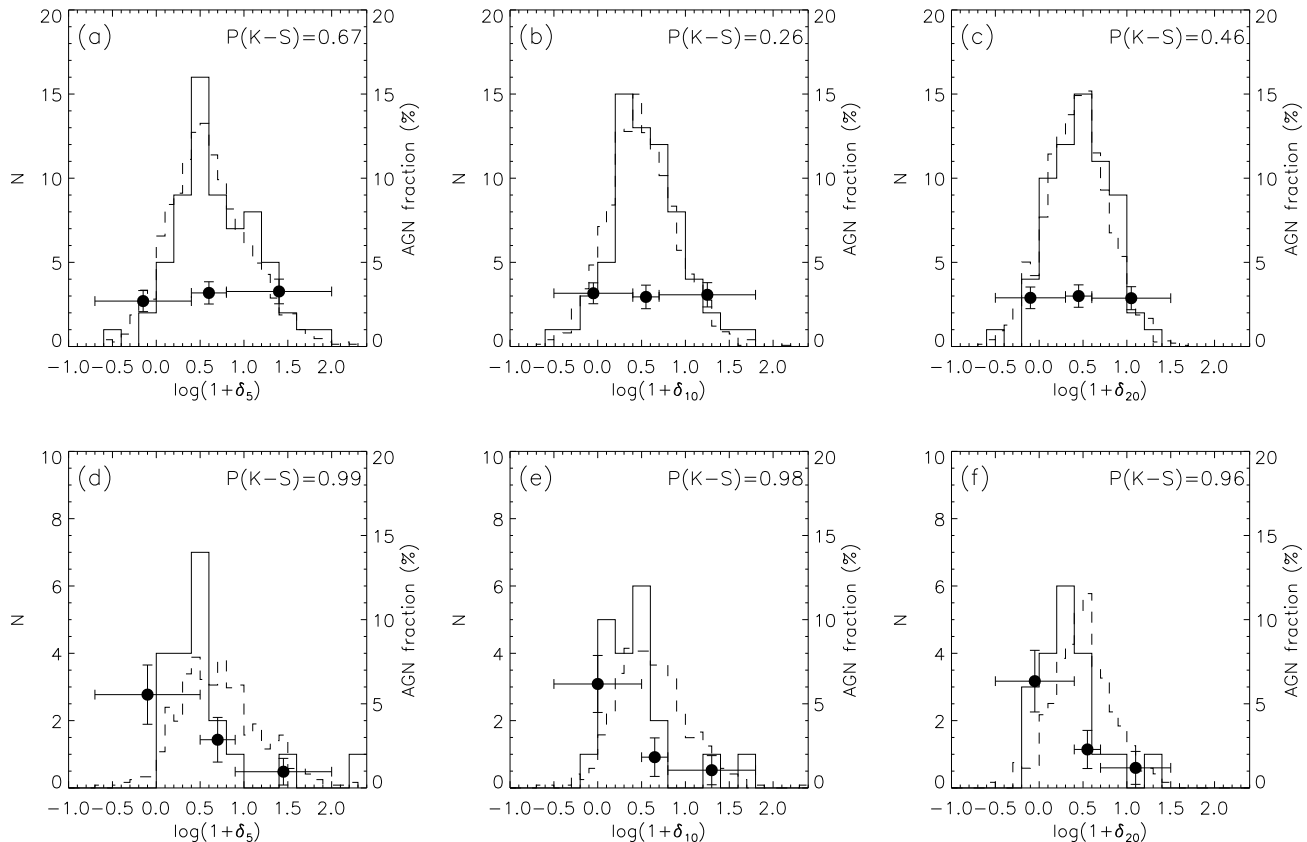 (a) P(K−S)=0.67
20
15
10
5
0
N
20
15
10
5
0
AGN fraction (%)
−1.0 −0.5 0.0 0.5 1.0 1.5 2.0
log(1+δ₅)
(b) P(K−S)=0.26
20
15
10
5
0
N
20
15
10
5
0
AGN fraction (%)
−1.0 −0.5 0.0 0.5 1.0 1.5 2.0
log(1+δ₁₀)
(c) P(K−S)=0.46
20
15
10
5
0
N
20
15
10
5
0
AGN fraction (%)
−1.0 −0.5 0.0 0.5 1.0 1.5 2.0
log(1+δ₂₀)
(d) P(K−S)=0.99
10
8
6
4
2
0
N
20
15
10
5
0
AGN fraction (%)
−1.0 −0.5 0.0 0.5 1.0 1.5 2.0
log(1+δ₅)
(e) P(K−S)=0.98
10
8
6
4
2
0
N
20
15
10
5
0
AGN fraction (%)
−1.0 −0.5 0.0 0.5 1.0 1.5 2.0
log(1+δ₁₀)
(f) P(K−S)=0.96
10
8
6
4
2
0
N
20
15
10
5
0
AGN fraction (%)
−1.0 −0.5 0.0 0.5 1.0 1.5 2.0
log(1+δ₂₀)